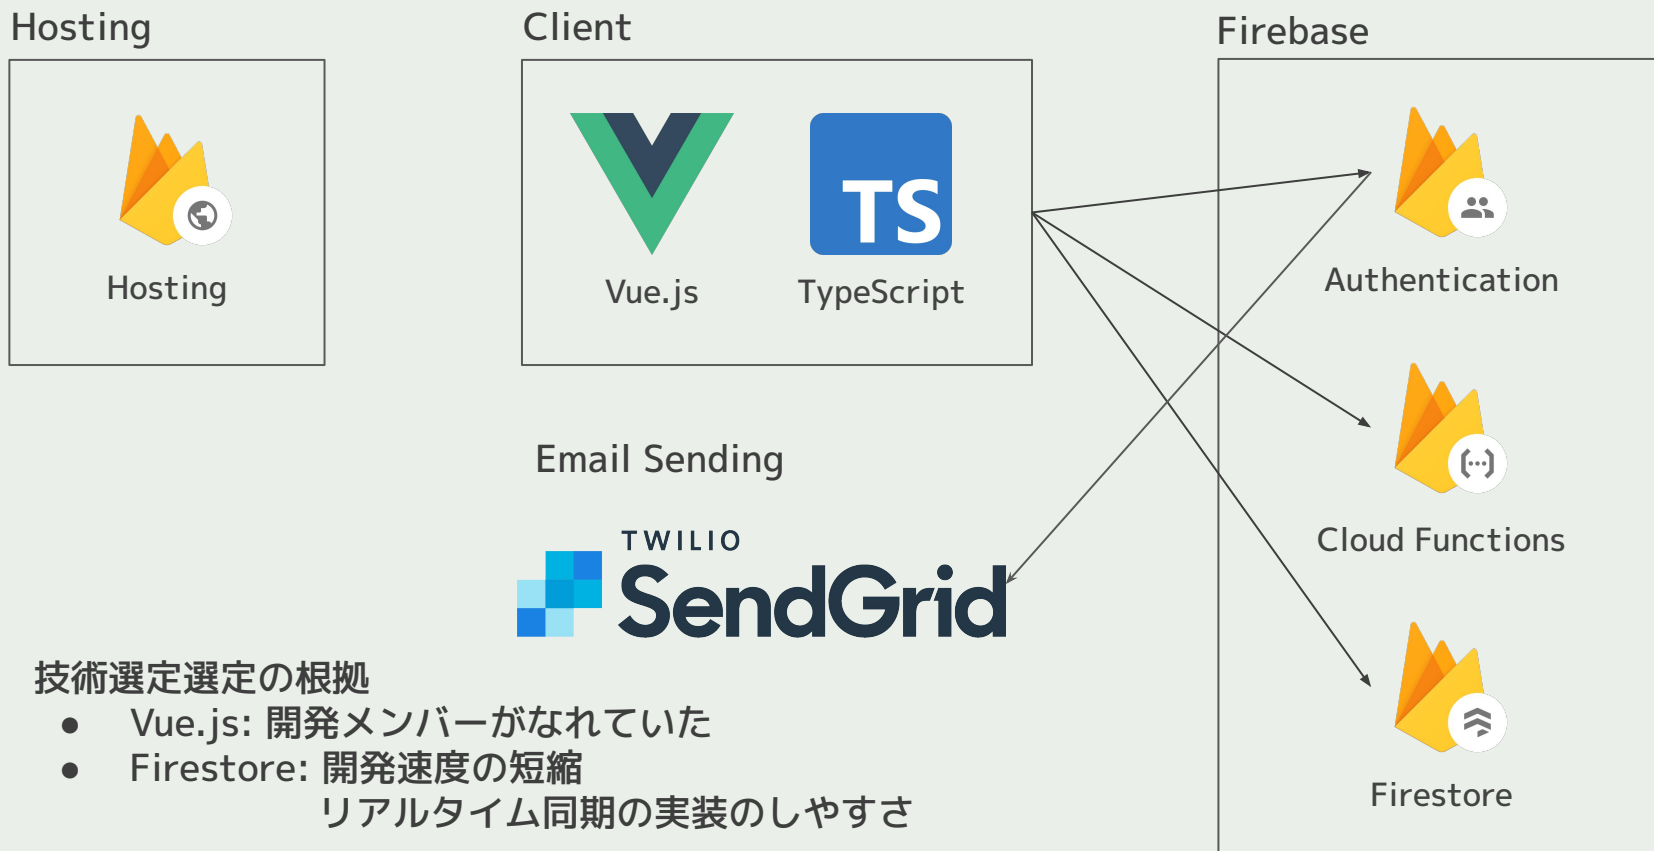 Hosting
Client
Firebase
Hosting
Vue.js
TS
TypeScript
Authentication
Cloud Functions
Firestore
Email Sending
TWILIO
SendGrid
技術選定選定の根拠
● Vue.js: 開発メンバーがなれていた
● Firestore: 開発速度の短縮
リアルタイム同期の実装のしやすさ